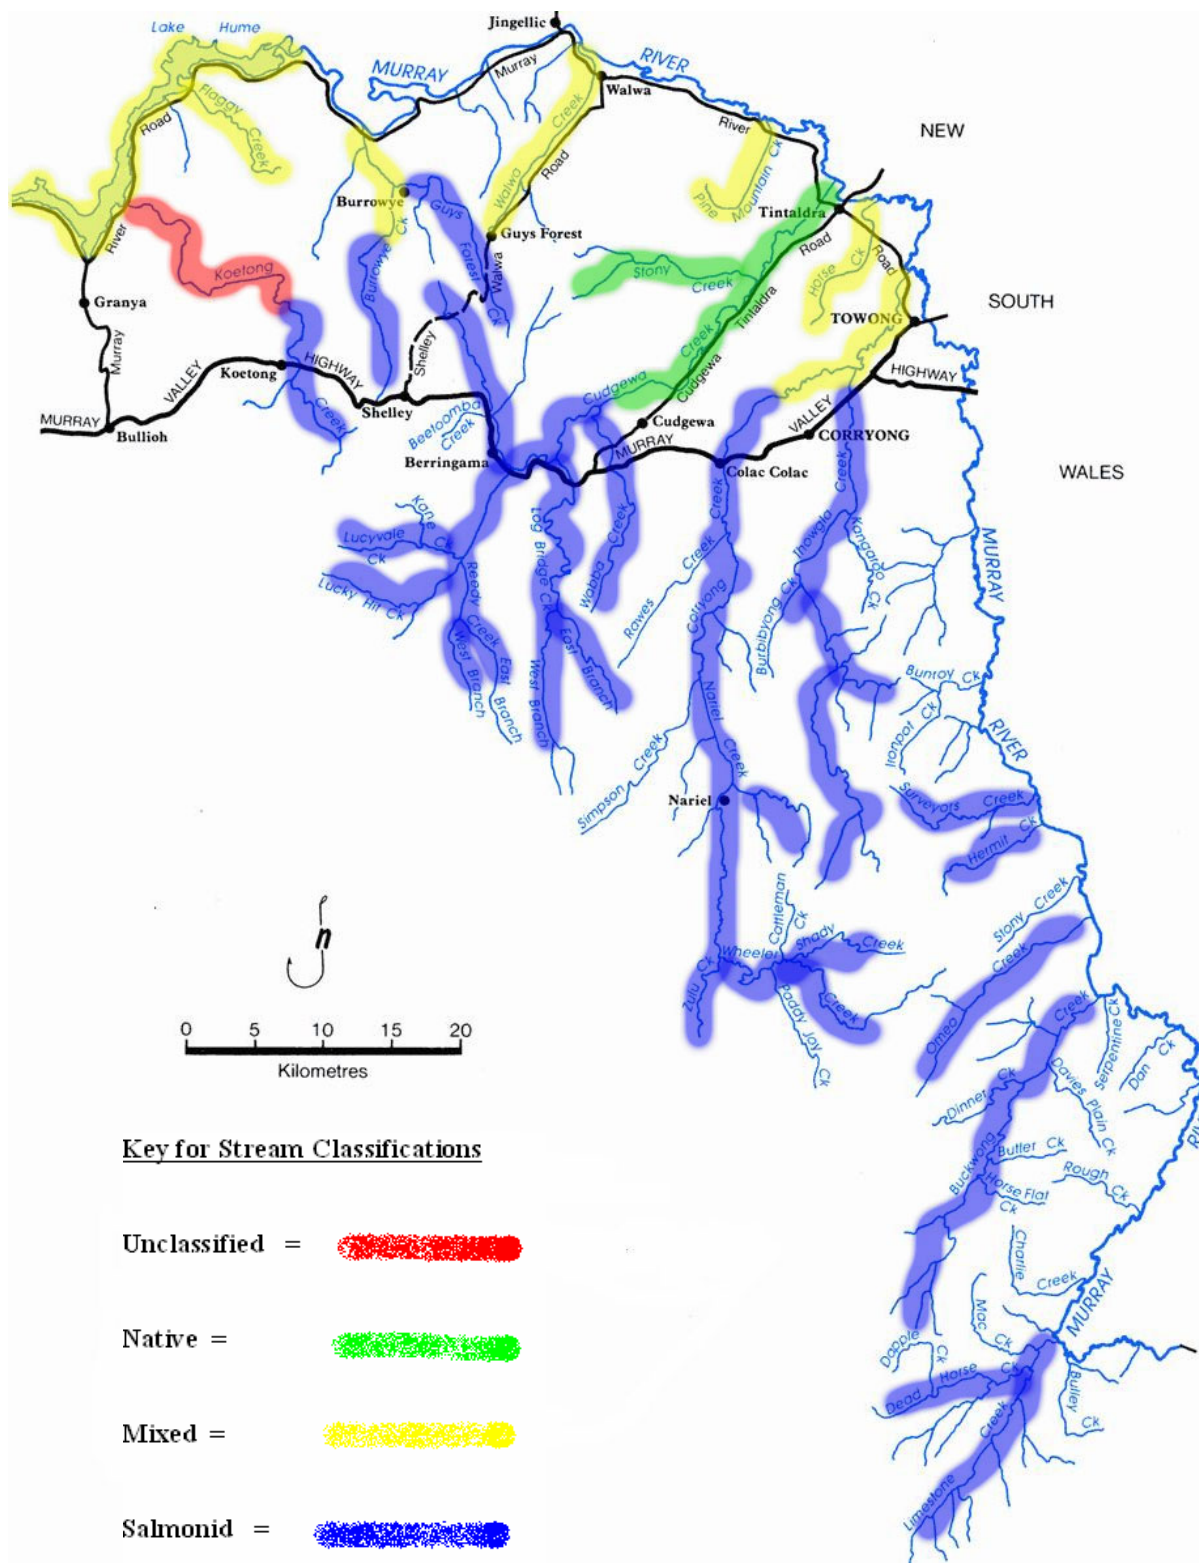 Lake Hume
Jingellic
MURRAY
Murray
RIVER
Walwa
NEW
Flaggy
Creek
Road
River
Walwa Creek
Road
Pine Mountain Ck
Burrowye
Guys
Forest
Ck
Burrowye Ck
Guys Forest
Walwa
Tintaldra
Road
Road
Koetong
River
Stony
Creek
Horse Ck
SOUTH
Granya
Murray
TOWONG
Creek
Tintaldra
VALLEY
HIGHWAY
Shelley
Koetong
Creek
Cudgewa
Cudgewa
HIGHWAY
Shelley
Beetoomba
Creek
Cudgewa
VALLEY
MURRAY
Bullioh
MURRAY
CORRYONG
Berringama
Colac Colac
WALES
Kane
Ck
Lucyvale
Ck
Lucky Hit Ck
Reedy
Creek
West Branch
East
Branch
Log Bridge Ck
East
Branch
West Branch
Wabba Creek
Rawes Creek
Creek
Corryong
Thowgla
Creek
Kangaroo
Ck
Burbibyong Ck
MURRAY
RIVER
Bunroy Ck
Ironpot Ck
Nariel
Creek
Simpson Creek
Nariel
Surveyors Creek
Hermit Ck
Cattleman
Ck
Stony Creek
n
Zulu Ck
Wheeler
Shady Creek
Creek
Paddy Joy
Ck
Omeo Creek
0 5 10 15 20
Kilometres
Creek
Serpentine Ck
Dan Ck
Davies Plain Ck
Dinner Ck
Buckwong
Butler Ck
Horse Flat
Ck
Rough
Ck
Key for Stream Classifications
Unclassified =
Charlie
Creek
MURRAY
Mac
Ck
Native =
Dapple
Ck
Dead Horse Ck
Bulley
Ck
Mixed =
Creek
Limestone
Salmonid =